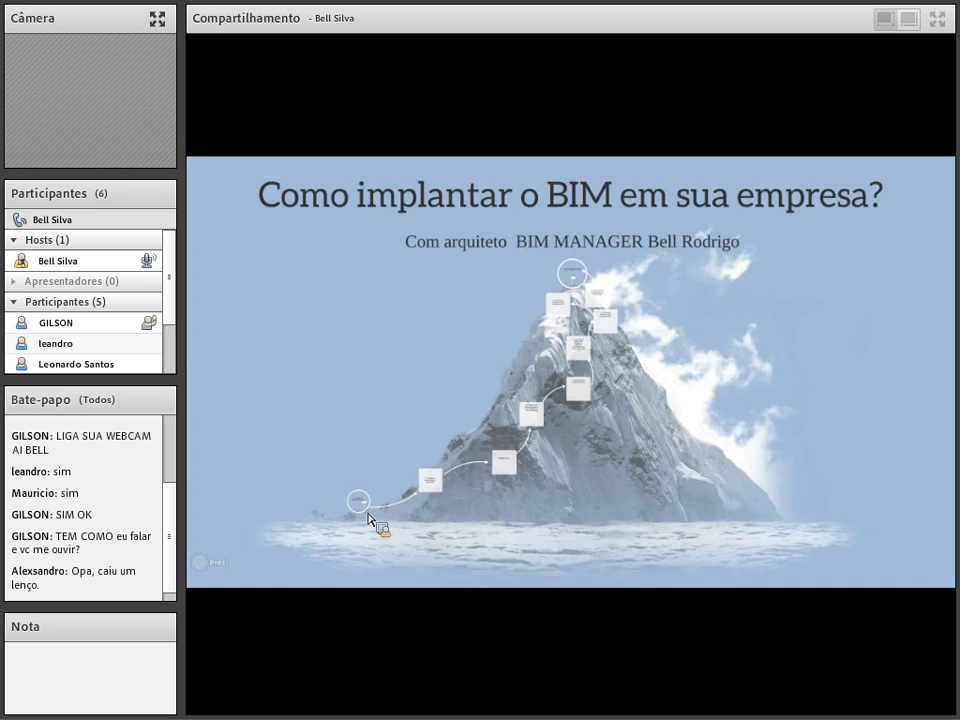 Câmera
Participantes (6)
Bell Silva
Hosts (1)
Bell Silva
Apresentadores (0)
Participantes (5)
GILSON
leandro
Leonardo Santos
Bate-papo (Todos)
GILSON: LIGA SUA WEBCAM
AI BELL
leandro: sim
Mauricio: sim
GILSON: SIM OK
GILSON: TEM COMO eu falar
e vc me ouvir?
Alexsandro: Opa, caiu um
lenço.
Nota
Compartilhamento - Bell Silva
Como implantar o BIM em sua empresa?
Com arquiteto BIM MANAGER Bell Rodrigo
Prezi